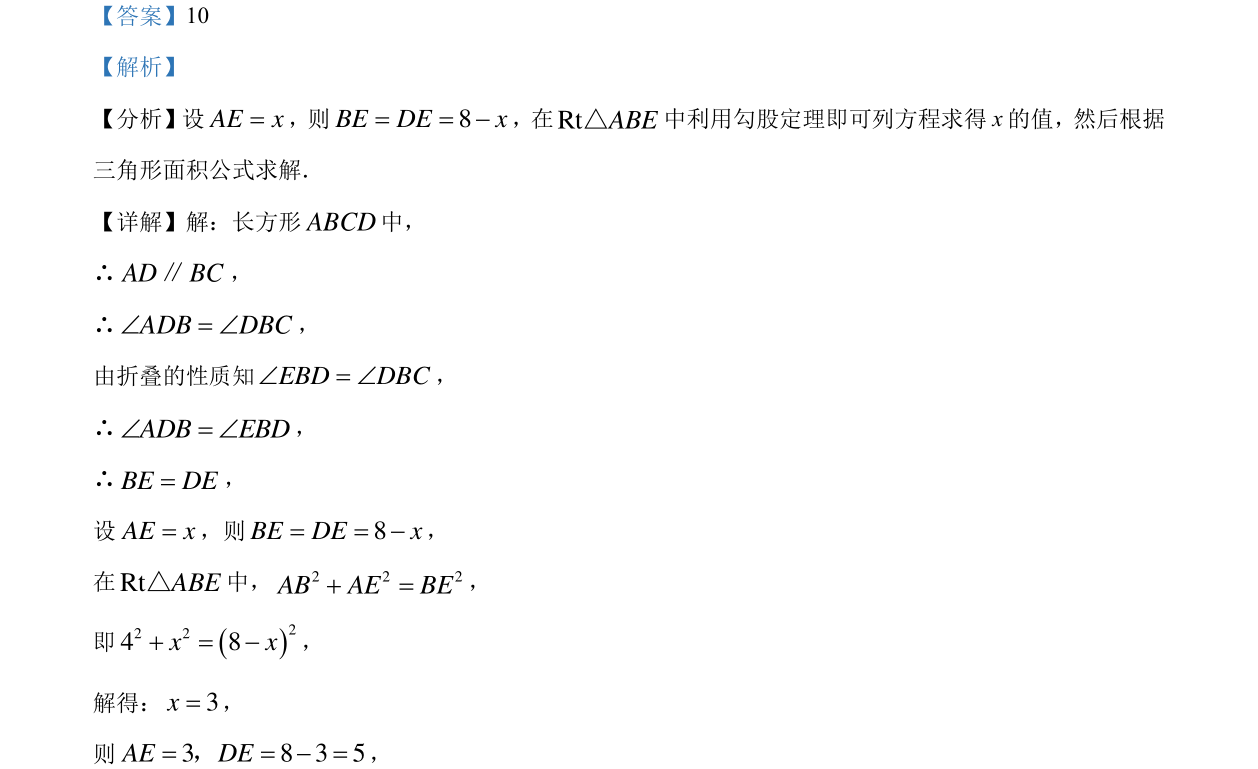 【答案】10
【解析】
【分析】设 AE = x，则 BE = DE = 8 − x，在 Rt△ABE 中利用勾股定理即可列方程求得 x 的值，然后根据
三角形面积公式求解．
【详解】解：长方形 ABCD 中，
∴ AD ∥ BC，
∴ ∠ADB = ∠DBC，
由折叠的性质知 ∠EBD = ∠DBC，
∴ ∠ADB = ∠EBD，
∴ BE = DE，
设 AE = x，则 BE = DE = 8 − x，
在 Rt△ABE 中， AB² + AE² = BE²，
即 4² + x² = (8 − x)²，
解得： x = 3，
则 AE = 3，DE = 8 − 3 = 5，